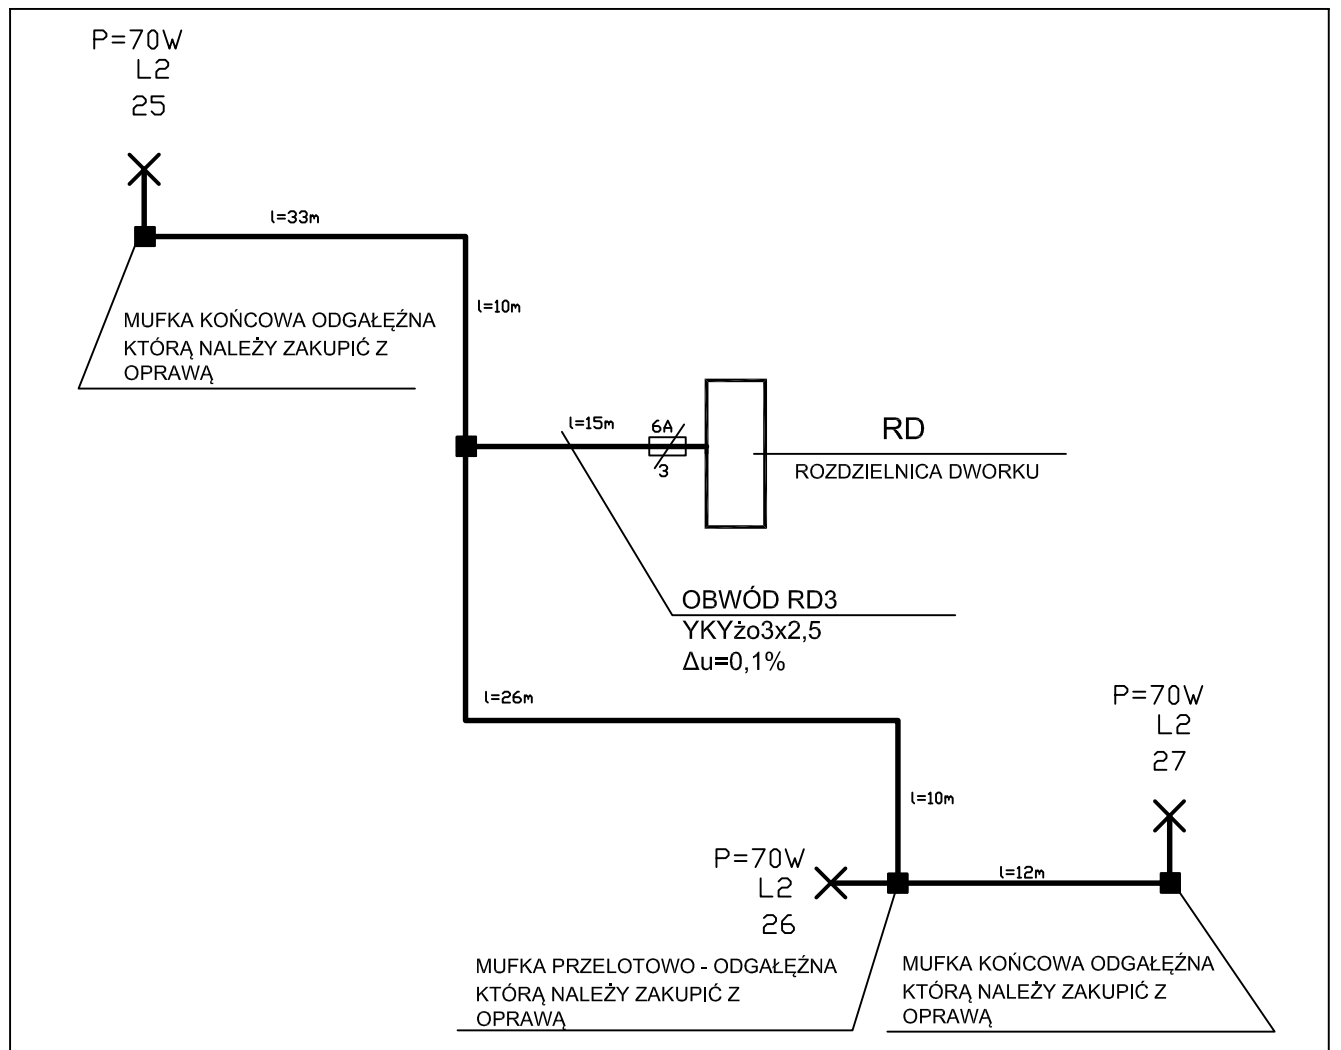 P=70W
L2
25
l=33m
l=10m
MUFKA KOŃCOWA ODGAŁĘŹNA
KTÓRĄ NALEŻY ZAKUPIĆ Z
OPRAWĄ
l=15m
6A
3
RD
ROZDZIELNICA DWORKU
OBWÓD RD3
YKYżo3x2,5
Δu=0,1%
l=26m
P=70W
L2
27
l=10m
P=70W
L2
26
l=12m
MUFKA PRZELOTOWO - ODGAŁĘŹNA
KTÓRĄ NALEŻY ZAKUPIĆ Z
OPRAWĄ
MUFKA KOŃCOWA ODGAŁĘŹNA
KTÓRĄ NALEŻY ZAKUPIĆ Z
OPRAWĄ